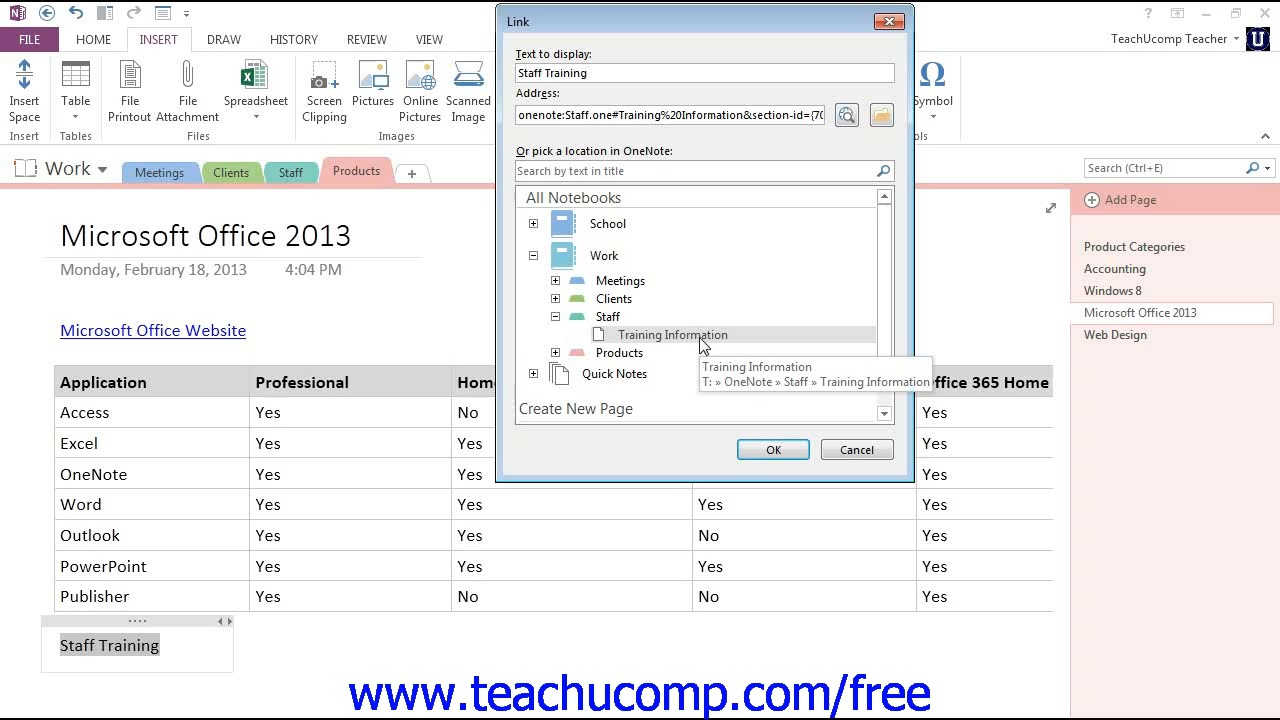 Link
?
FILE HOME INSERT DRAW HISTORY REVIEW VIEW
TeachUcomp Teacher
U
Insert Space
Table
File Printout
File Attachment
Spreadsheet
Screen Clipping
Pictures
Online Pictures
Scanned Image
Symbol
Insert Tables Files Images
Work
Meetings Clients Staff Products +
Search (Ctrl+E)
Text to display:
Staff Training
Address:
onenote:Staff.one#Training%20Information&section-id={70
Or pick a location in OneNote:
Search by text in title
All Notebooks
School
Work
Meetings
Clients
Staff
Training Information
Products
Quick Notes
Create New Page
Training Information
T: » OneNote » Staff » Training Information
OK Cancel
Microsoft Office 2013
Monday, February 18, 2013 4:04 PM
Microsoft Office Website
Application Professional Hom ffice 365 Home
Access Yes No Yes
Excel Yes Yes Yes
OneNote Yes Yes Yes
Word Yes Yes Yes Yes
Outlook Yes Yes No Yes
PowerPoint Yes Yes Yes Yes
Publisher Yes No No Yes
Staff Training
Add Page
Product Categories
Accounting
Windows 8
Microsoft Office 2013
Web Design
www.teachucomp.com/free